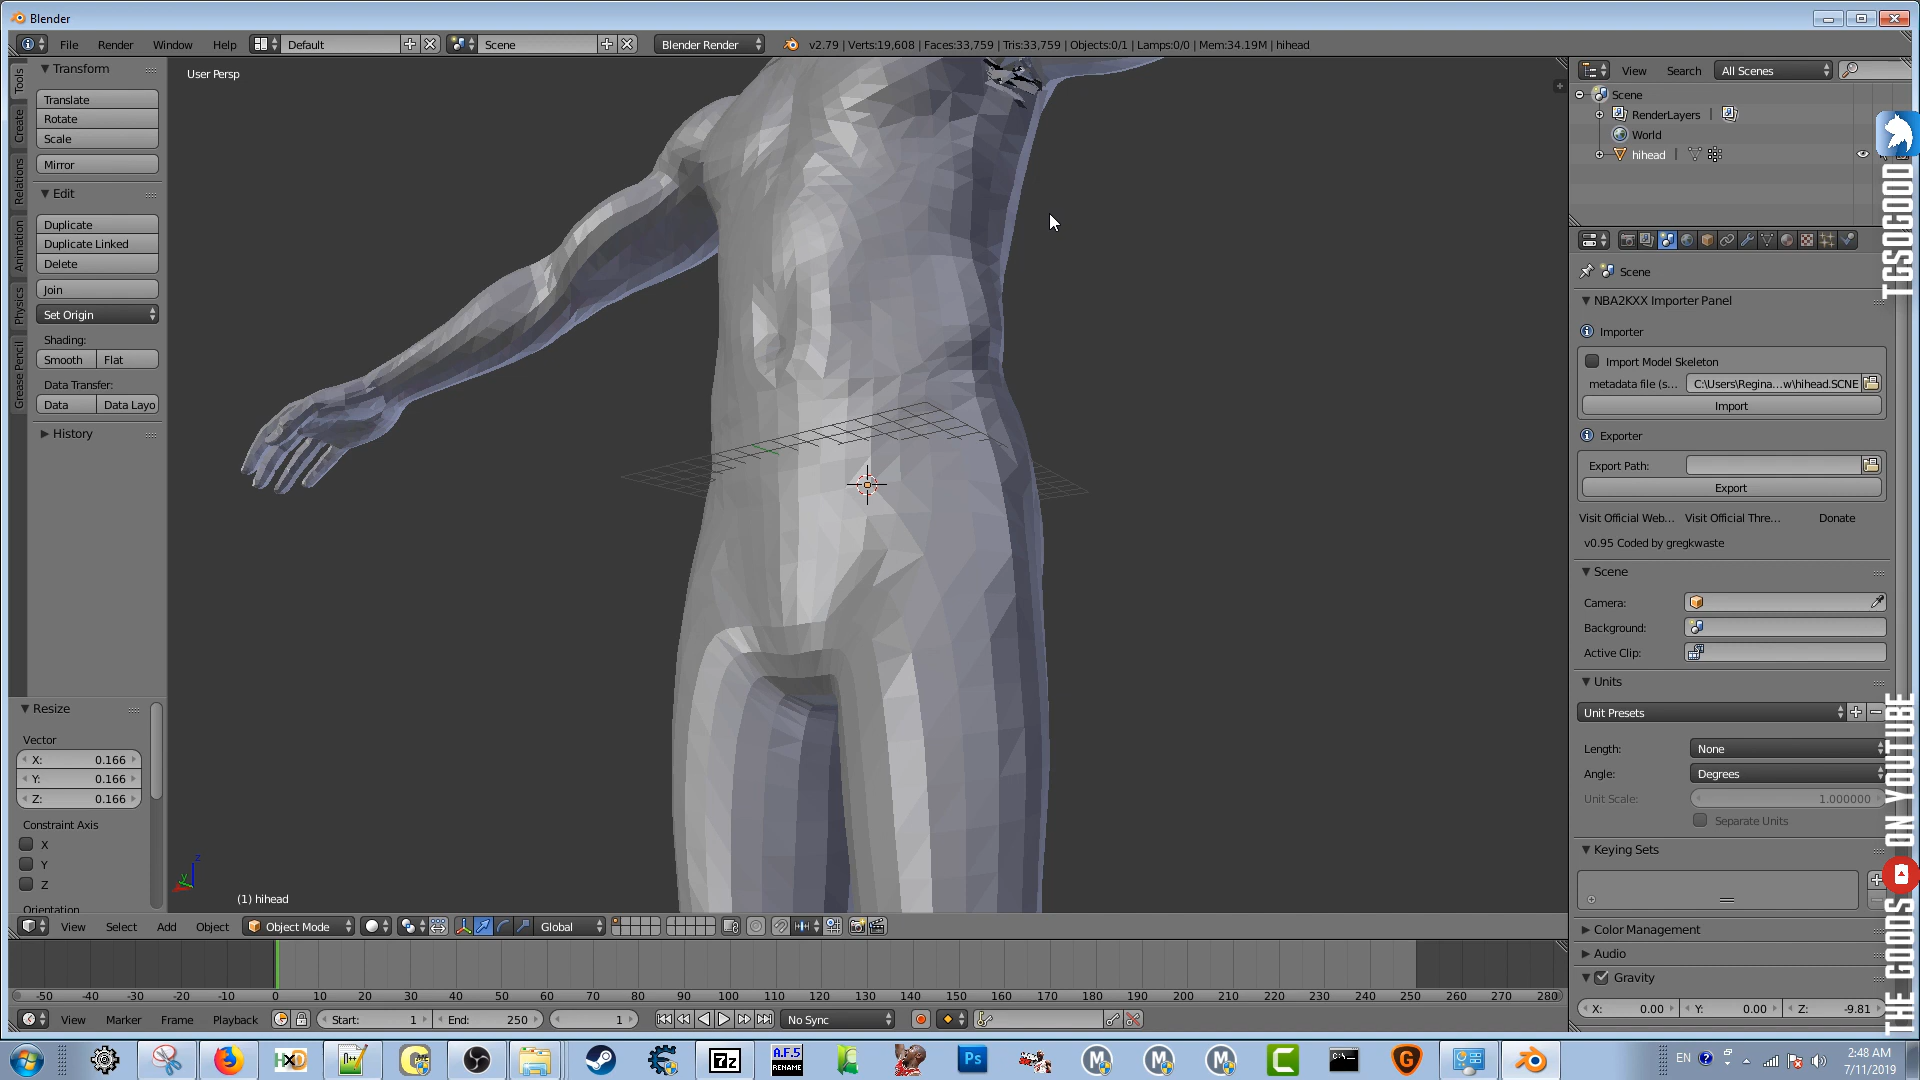 Blender
File Render Window Help Default Scene Blender Render v2.79 | Verts:19,608 | Faces:33,759 | Tris:33,759 | Objects:0/1 | Lamps:0/0 | Mem:34.19M | hihead
Tools
Create
Relations
Animation
Physics
Grease Pencil
Transform
Translate
Rotate
Scale
Mirror
Edit
Duplicate
Duplicate Linked
Delete
Join
Set Origin
Shading:
Smooth Flat
Data Transfer:
Data Data Layo
History
Resize
Vector
X: 0.166
Y: 0.166
Z: 0.166
Constraint Axis
X
Y
Z
Orientation
User Persp
(1) hihead
View Search All Scenes
Scene
RenderLayers
World
hihead
Scene
NBA2KXX Importer Panel
Importer
Import Model Skeleton
metadata file (s... C:\Users\Regina...w\hihead.SCNE
Import
Exporter
Export Path:
Export
Visit Official Web... Visit Official Thre... Donate
v0.95 Coded by gregkwaste
Scene
Camera:
Background:
Active Clip:
Units
Unit Presets
Length: None
Angle: Degrees
Unit Scale: 1.000000
Separate Units
Keying Sets
Color Management
Audio
Gravity
X: 0.00 Y: 0.00 Z: -9.81
TGSOGOOD
THE GOODS ON YOUTUBE
View Select Add Object Object Mode Global
-50 -40 -30 -20 -10 0 10 20 30 40 50 60 70 80 90 100 110 120 130 140 150 160 170 180 190 200 210 220 230 240 250 260 270 280
View Marker Frame Playback Start: 1 End: 250 1 No Sync
HXD
n++
7z
A.F.5
RENAME
Ps
M
M
M
C
C:\
G
EN
2:48 AM
7/11/2019